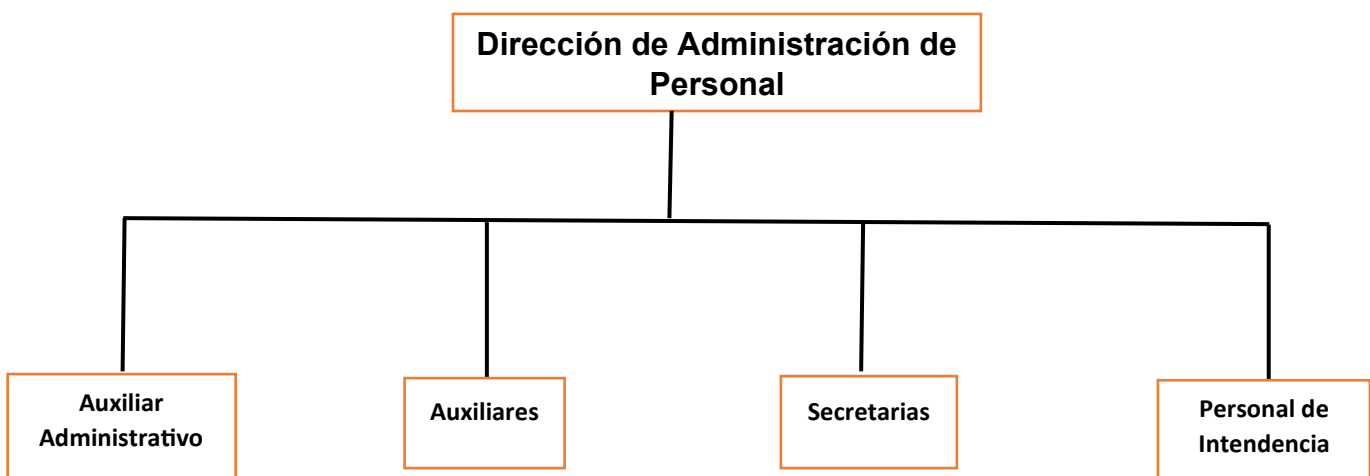 Dirección de Administración de
Personal
Auxiliar
Administrativo
Auxiliares
Secretarias
Personal de
Intendencia